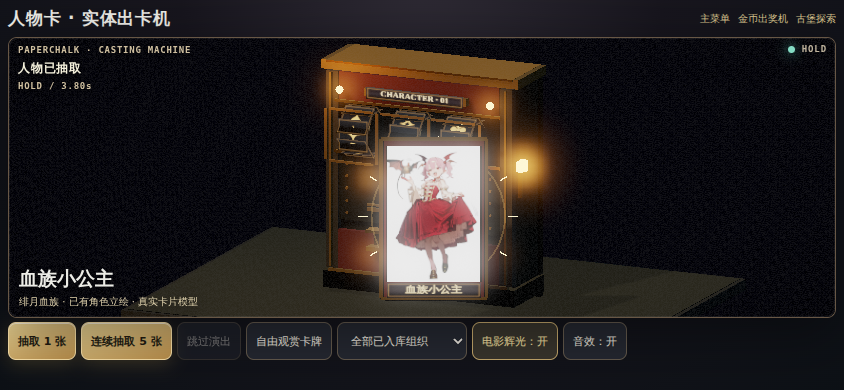 人物卡 · 实体出卡机
主菜单 金币出奖机 古堡探索
PAPERCHALK · CASTING MACHINE
人物已抽取
HOLD / 3.80s
HOLD
CHARACTER · 01
血族小公主
血族小公主
绯月血族 · 已有角色立绘 · 真实卡片模型
抽取 1 张
连续抽取 5 张
跳过演出
自由观赏卡牌
全部已入库组织
电影辉光：开
音效：开